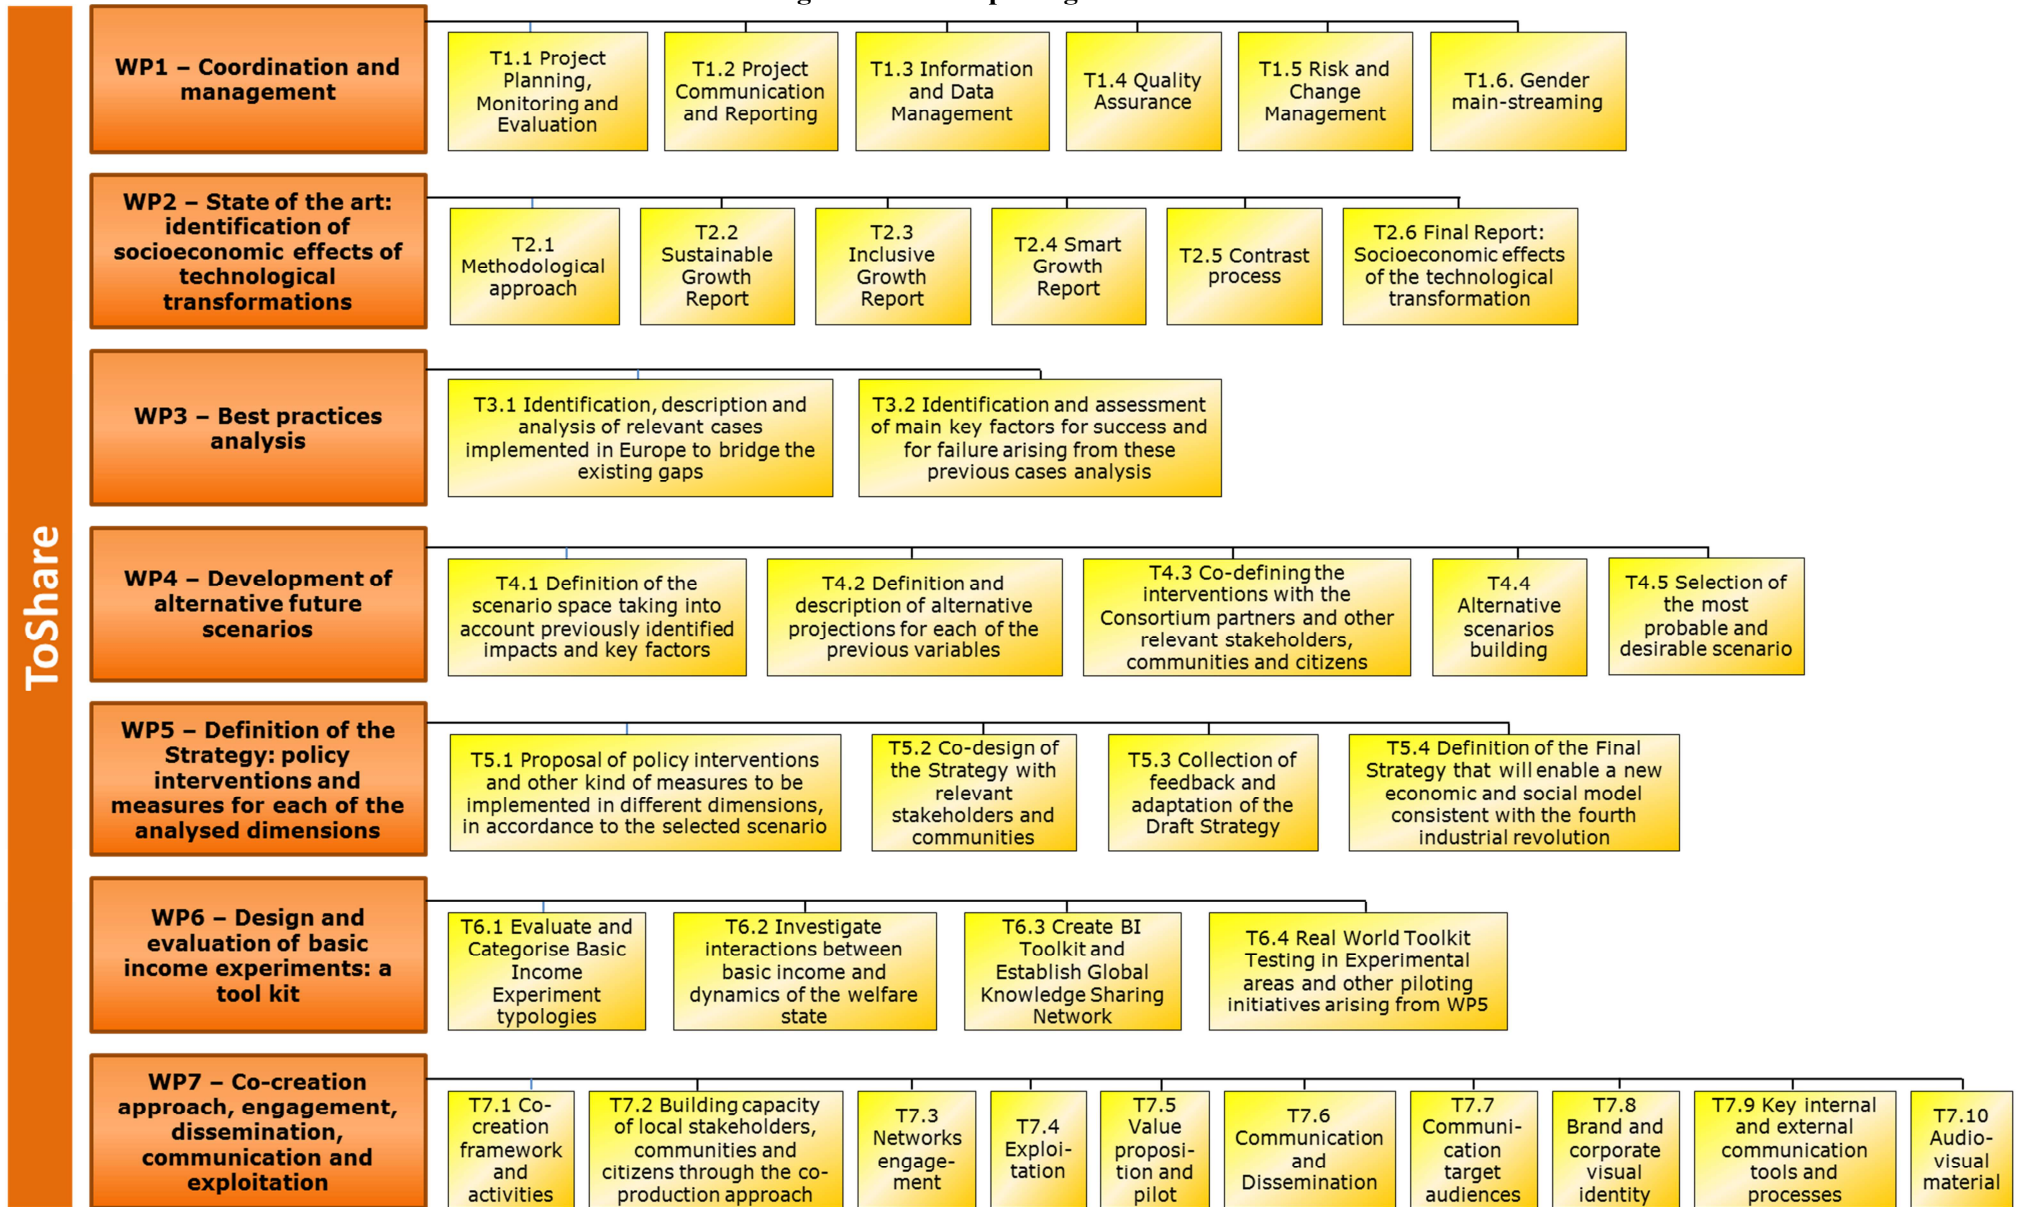 ToShare
WP1 – Coordination and
management
T1.1 Project
Planning,
Monitoring and
Evaluation
T1.2 Project
Communication
and Reporting
T1.3 Information
and Data
Management
T1.4 Quality
Assurance
T1.5 Risk and
Change
Management
T1.6. Gender
main-streaming
WP2 – State of the art:
identification of
socioeconomic effects of
technological
transformations
T2.1
Methodological
approach
T2.2
Sustainable
Growth
Report
T2.3
Inclusive
Growth
Report
T2.4 Smart
Growth
Report
T2.5 Contrast
process
T2.6 Final Report:
Socioeconomic effects
of the technological
transformation
WP3 – Best practices
analysis
T3.1 Identification, description and
analysis of relevant cases
implemented in Europe to bridge the
existing gaps
T3.2 Identification and assessment
of main key factors for success and
for failure arising from these
previous cases analysis
WP4 – Development of
alternative future
scenarios
T4.1 Definition of the
scenario space taking into
account previously identified
impacts and key factors
T4.2 Definition and
description of alternative
projections for each of the
previous variables
T4.3 Co-defining the
interventions with the
Consortium partners and other
relevant stakeholders,
communities and citizens
T4.4
Alternative
scenarios
building
T4.5 Selection of
the most
probable and
desirable scenario
WP5 – Definition of the
Strategy: policy
interventions and
measures for each of the
analysed dimensions
T5.1 Proposal of policy interventions
and other kind of measures to be
implemented in different dimensions,
in accordance to the selected scenario
T5.2 Co-design of
the Strategy with
relevant
stakeholders and
communities
T5.3 Collection of
feedback and
adaptation of the
Draft Strategy
T5.4 Definition of the Final
Strategy that will enable a new
economic and social model
consistent with the fourth
industrial revolution
WP6 – Design and
evaluation of basic
income experiments: a
tool kit
T6.1 Evaluate and
Categorise Basic
Income
Experiment
typologies
T6.2 Investigate
interactions between
basic income and
dynamics of the welfare
state
T6.3 Create BI
Toolkit and
Establish Global
Knowledge Sharing
Network
T6.4 Real World Toolkit
Testing in Experimental
areas and other piloting
initiatives arising from WP5
WP7 – Co-creation
approach, engagement,
dissemination,
communication and
exploitation
T7.1 Co-
creation
framework
and
activities
T7.2 Building capacity
of local stakeholders,
communities and
citizens through the co-
production approach
T7.3
Networks
engage-
ment
T7.4
Exploi-
tation
T7.5
Value
proposi-
tion and
pilot
T7.6
Communication
and
Dissemination
T7.7
Communi-
cation
target
audiences
T7.8
Brand and
corporate
visual
identity
T7.9 Key internal
and external
communication
tools and
processes
T7.10
Audio-
visual
material